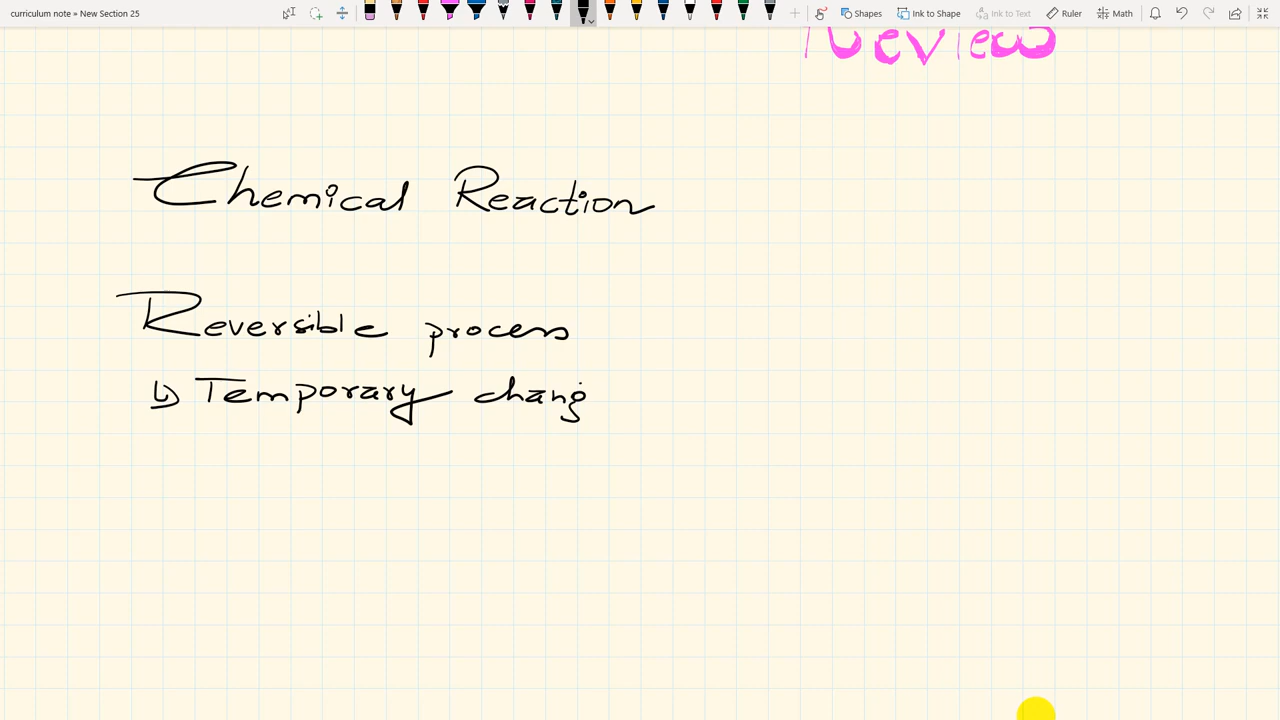 curriculum note » New Section 25
Shapes
Ink to Shape
Ink to Text
Ruler
Math
Review
Chemical Reaction
Reversible process
↳ Temporary chang